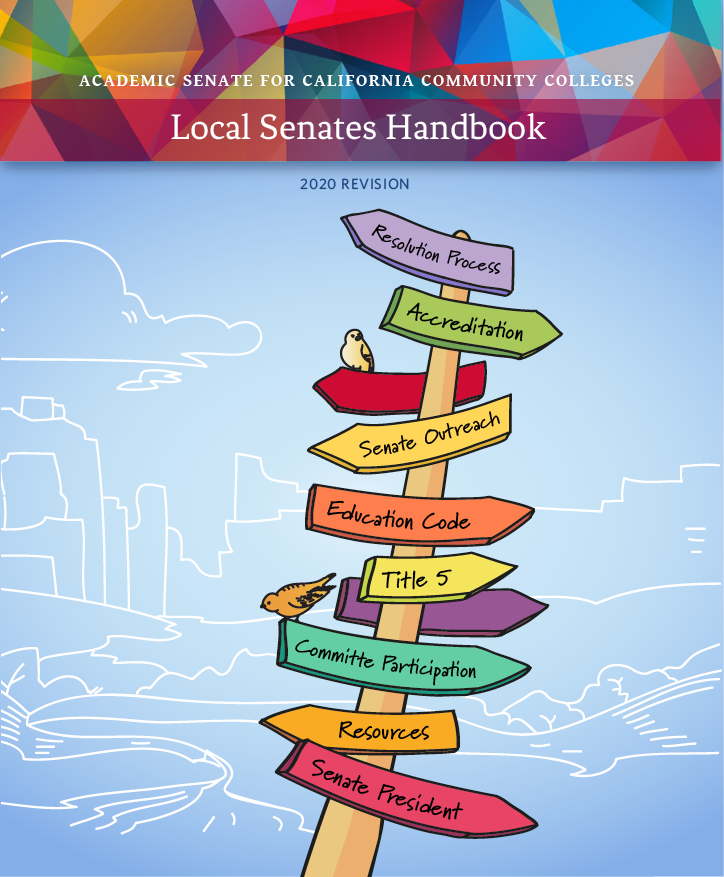 ACADEMIC SENATE FOR CALIFORNIA COMMUNITY COLLEGES
Local Senates Handbook
2020 REVISION
Resolution Process
Accreditation
Senate Outreach
Education Code
Title 5
Committe Participation
Resources
Senate President